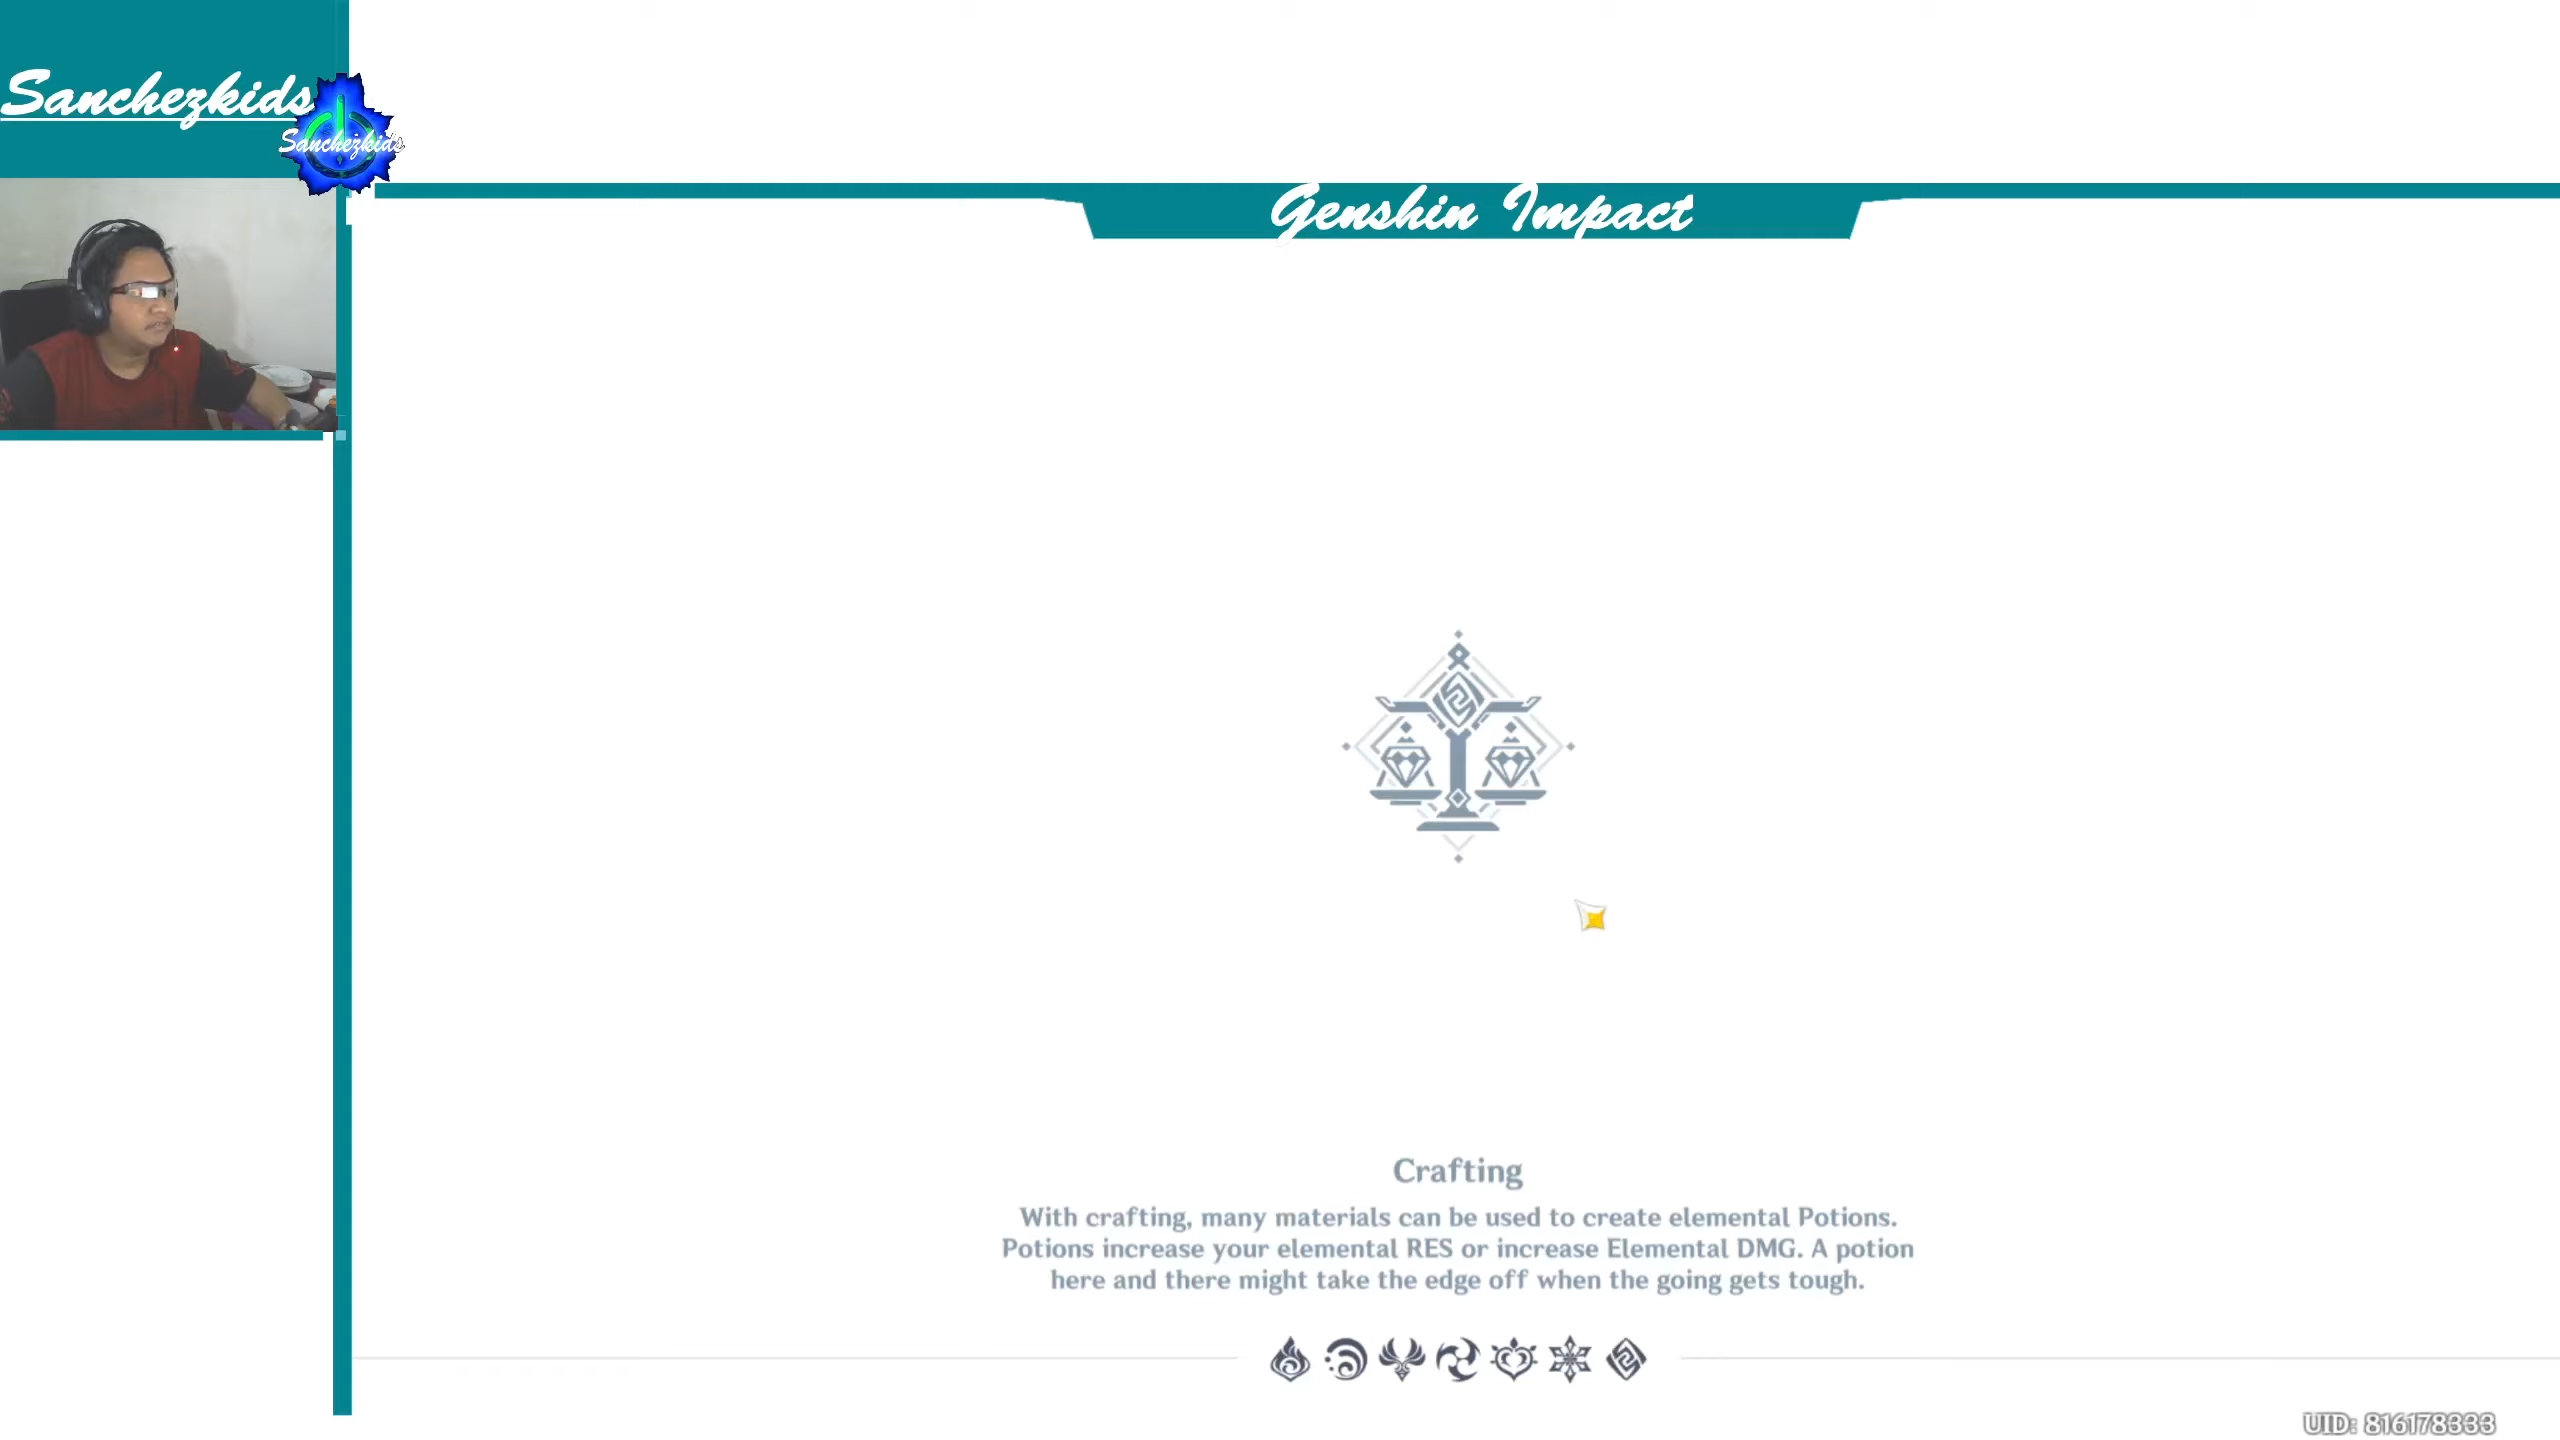 Sanchezkids
Sanchezkids
Genshin Impact
Crafting
With crafting, many materials can be used to create elemental Potions.
Potions increase your elemental RES or increase Elemental DMG. A potion
here and there might take the edge off when the going gets tough.
UID: 816178333